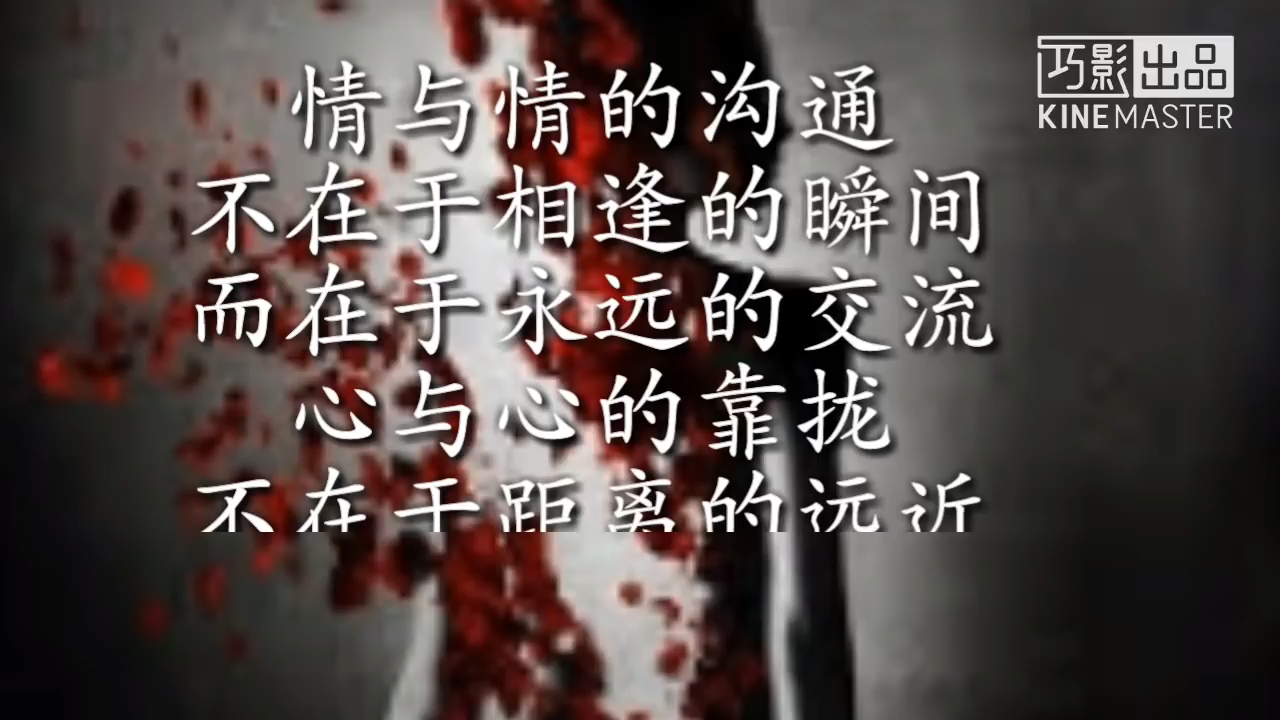 巧影出品
KINEMASTER
情与情的沟通
不在于相逢的瞬间
而在于永远的交流
心与心的靠拢
不在于距离的远近